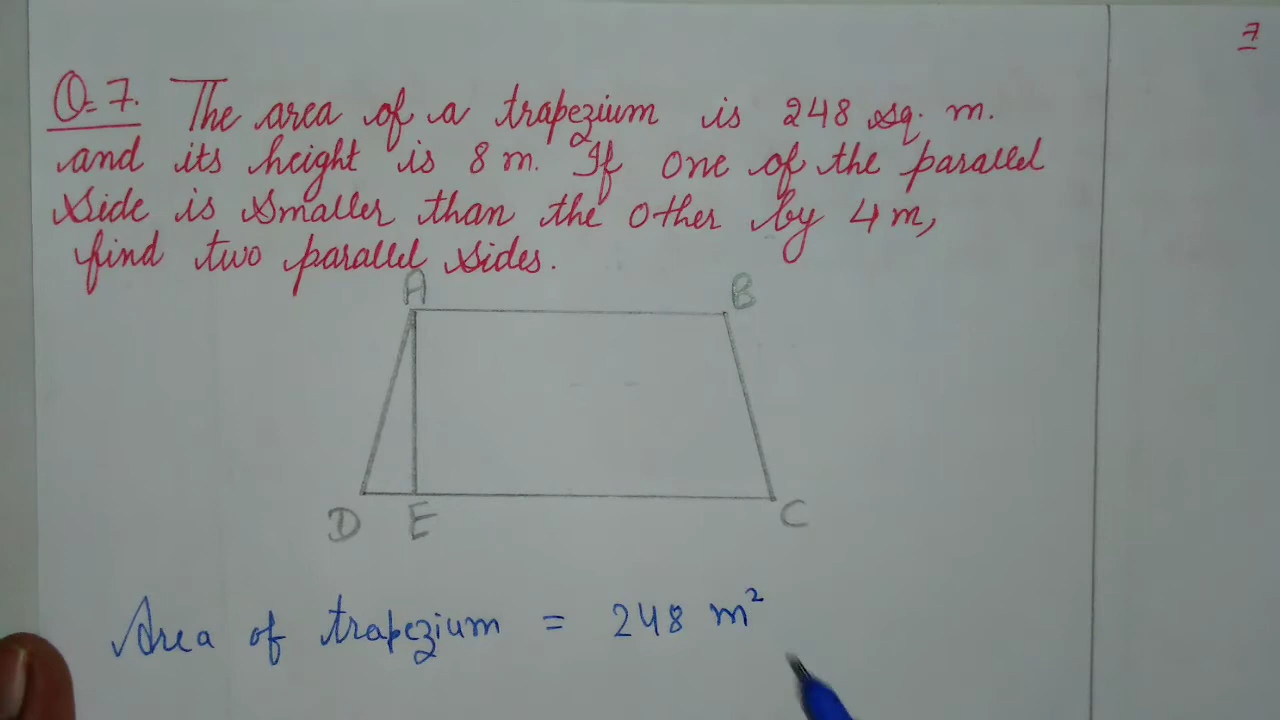 7
Q.7. The area of a trapezium is 248 sq. m.
and its height is 8 m. If one of the parallel
side is smaller than the other by 4 m,
find two parallel sides.
A B
D E C
Area of trapezium = 248 m²